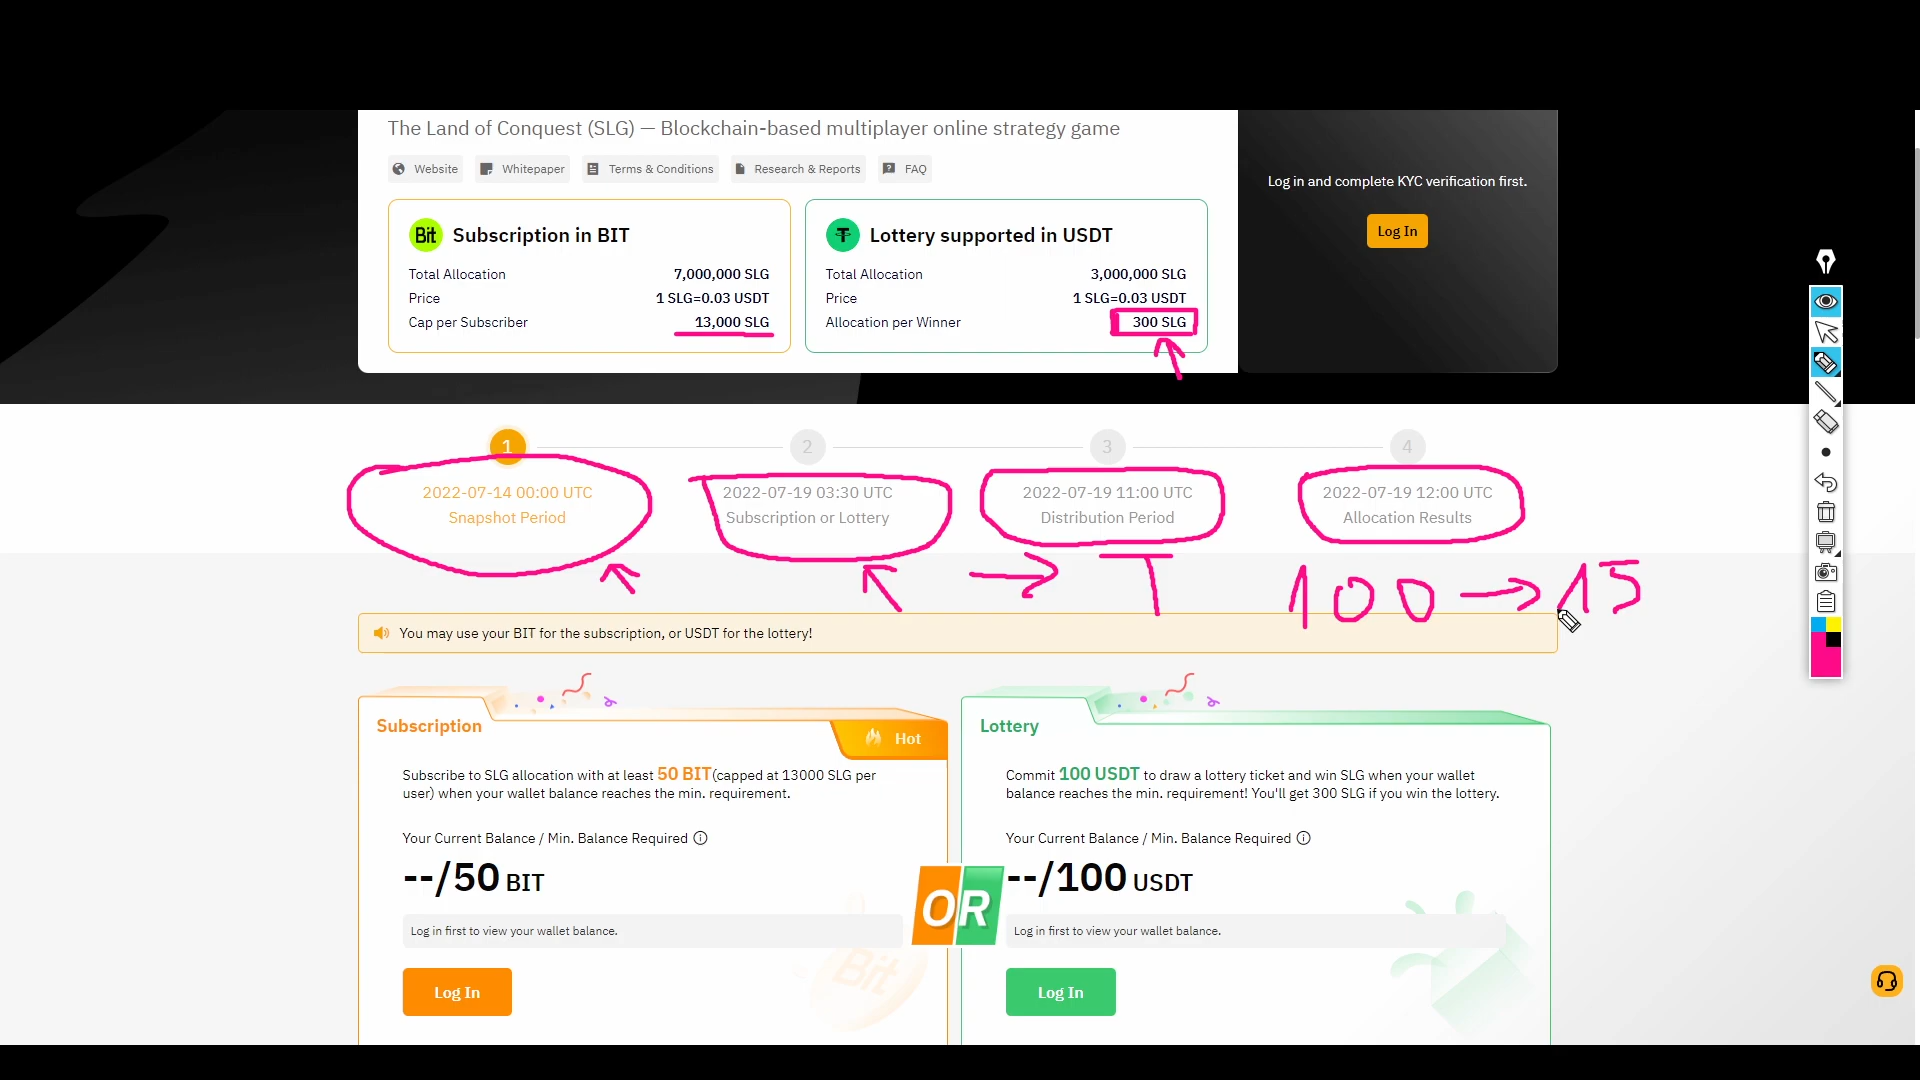 The Land of Conquest (SLG) — Blockchain-based multiplayer online strategy game
Website Whitepaper Terms & Conditions Research & Reports FAQ
Log in and complete KYC verification first.
Log In
Bit Subscription in BIT
Total Allocation 7,000,000 SLG
Price 1 SLG=0.03 USDT
Cap per Subscriber 13,000 SLG
Lottery supported in USDT
Total Allocation 3,000,000 SLG
Price 1 SLG=0.03 USDT
Allocation per Winner 300 SLG
1
2022-07-14 00:00 UTC
Snapshot Period
2
2022-07-19 03:30 UTC
Subscription or Lottery
3
2022-07-19 11:00 UTC
Distribution Period
4
2022-07-19 12:00 UTC
Allocation Results
T 100 → 15
You may use your BIT for the subscription, or USDT for the lottery!
Subscription
Hot
Subscribe to SLG allocation with at least 50 BIT(capped at 13000 SLG per
user) when your wallet balance reaches the min. requirement.
Your Current Balance / Min. Balance Required
--/50 BIT
Log in first to view your wallet balance.
Log In
OR
Lottery
Commit 100 USDT to draw a lottery ticket and win SLG when your wallet
balance reaches the min. requirement! You'll get 300 SLG if you win the lottery.
Your Current Balance / Min. Balance Required
--/100 USDT
Log in first to view your wallet balance.
Log In
Bit